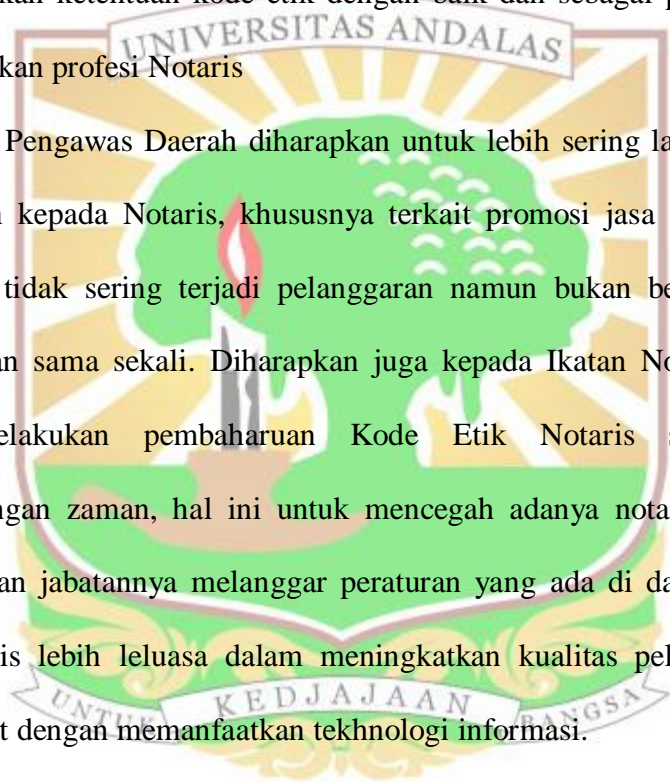 kan ketentuan kode etik dengan baik dan sebagai p
UNIVERSITAS ANDALAS
kan profesi Notaris
Pengawas Daerah diharapkan untuk lebih sering la
kepada Notaris, khususnya terkait promosi jasa
tidak sering terjadi pelanggaran namun bukan be
an sama sekali. Diharapkan juga kepada Ikatan No
elakukan pembaharuan Kode Etik Notaris s
ngan zaman, hal ini untuk mencegah adanya nota
an jabatannya melanggar peraturan yang ada di da
is lebih leluasa dalam meningkatkan kualitas pel
UNTUK KEDJAJAAN BANGSA
t dengan memanfaatkan tekhnologi informasi.